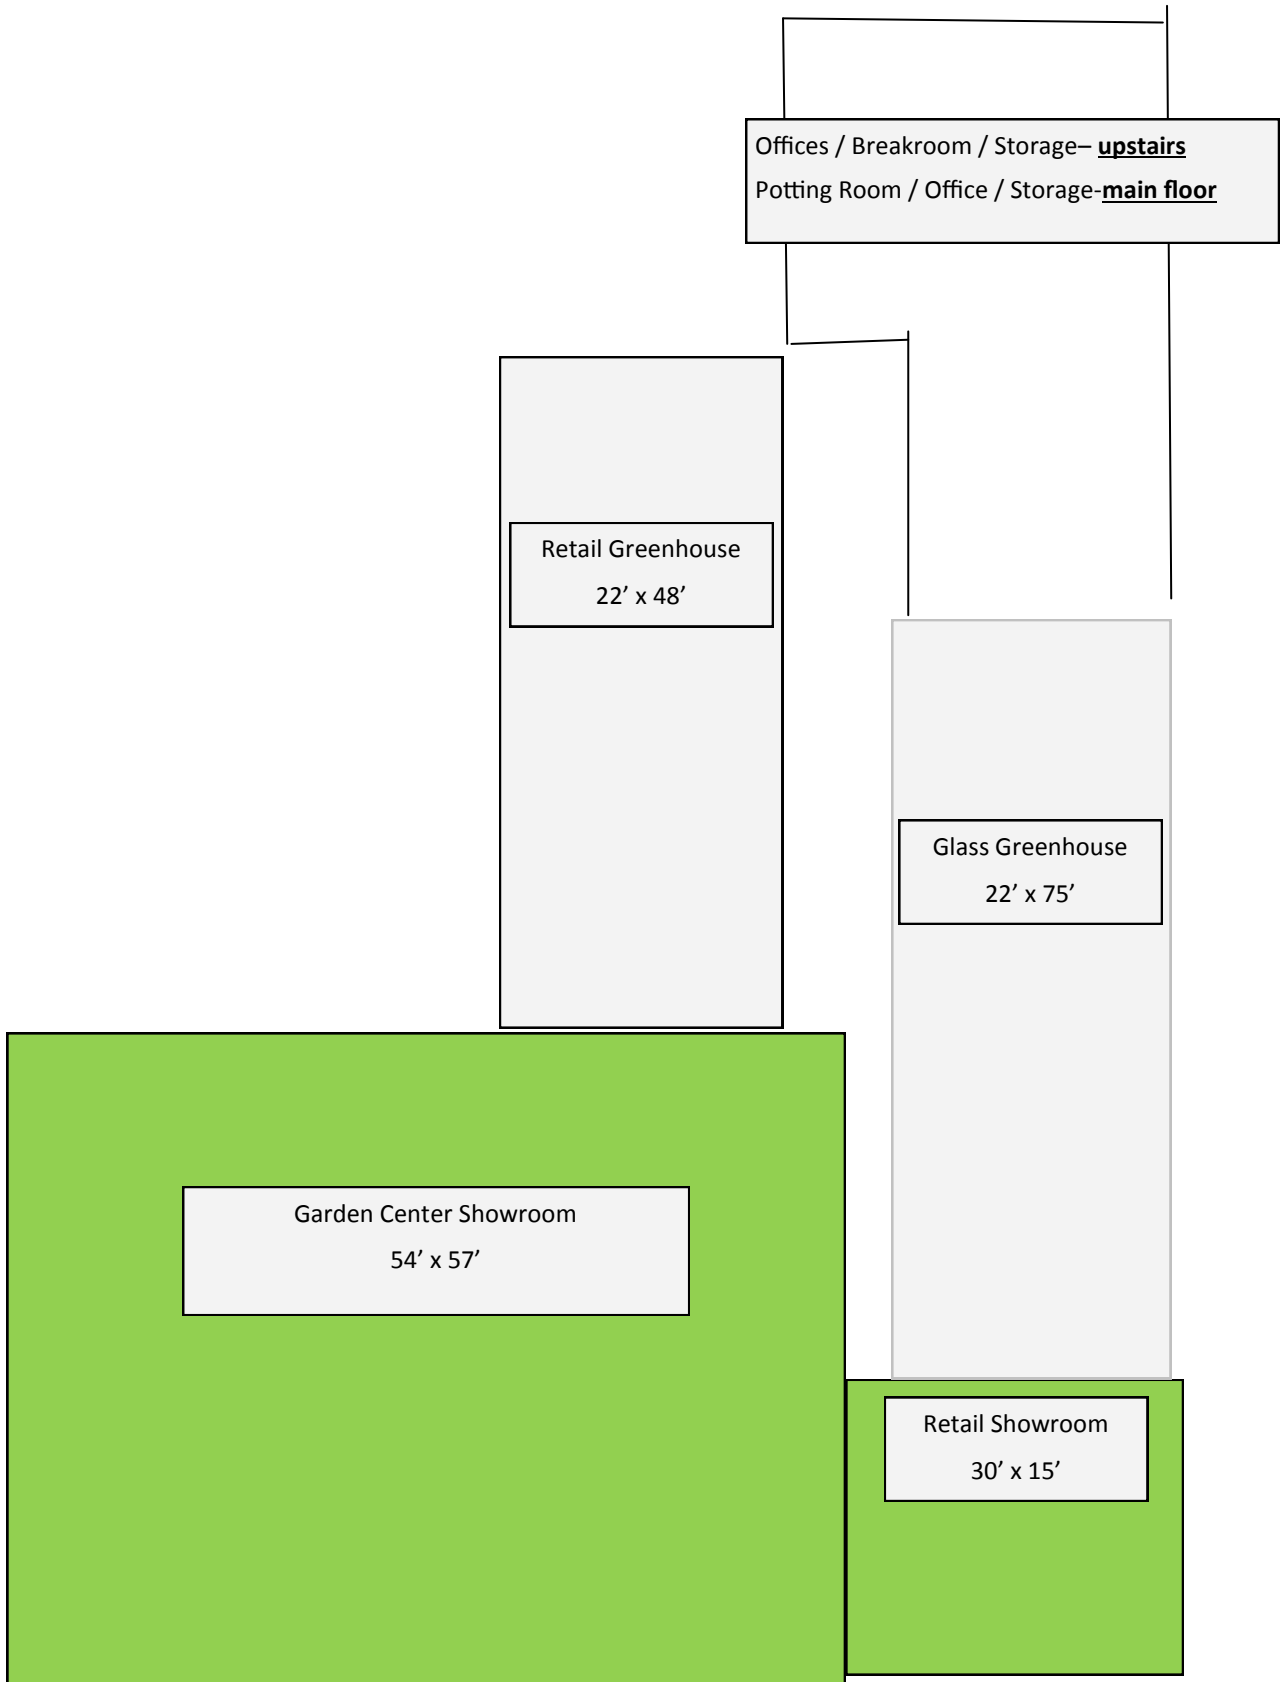 Offices / Breakroom / Storage– upstairs
Potting Room / Office / Storage-main floor
Retail Greenhouse
22’ x 48’
Glass Greenhouse
22’ x 75’
Garden Center Showroom
54’ x 57’
Retail Showroom
30’ x 15’